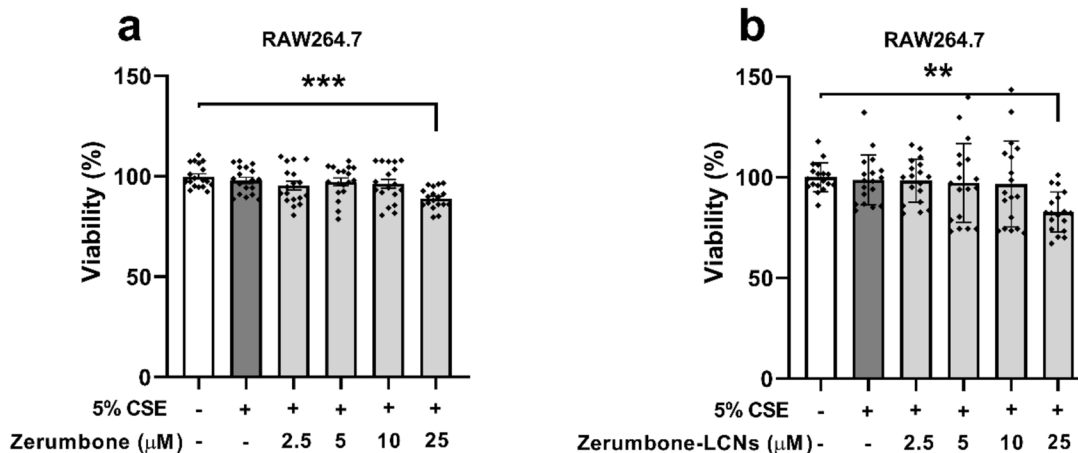 a
RAW264.7
***
150
100
50
0
Viability (%)
5% CSE - + + + + +
Zerumbone (μM) - - 2.5 5 10 25
b
RAW264.7
**
150
100
50
0
Viability (%)
5% CSE - + + + + +
Zerumbone-LCNs (μM) - - 2.5 5 10 25